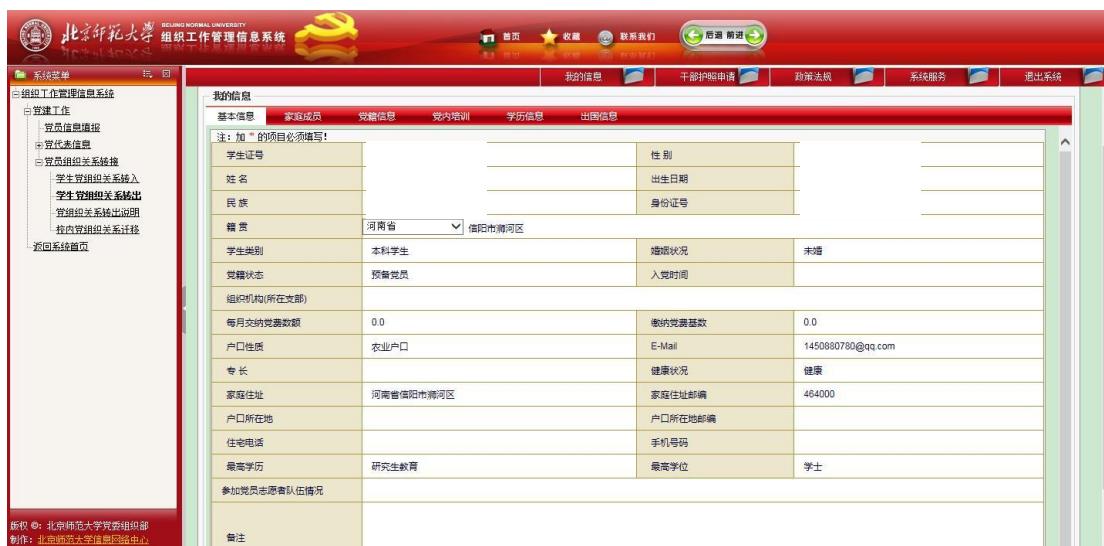 北京师范大学 BEIJING NORMAL UNIVERSITY
组织工作管理信息系统
首页 收藏 联系我们 后退 前进
系统菜单
我的信息 干部护照申请 政策法规 系统服务 退出系统
组织工作管理信息系统
党建工作
党员信息填报
党代表信息
党员组织关系转接
学生党组织关系转入
学生党组织关系转出
党组织关系转出说明
校内党组织关系迁移
返回系统首页
我的信息
基本信息 家庭成员 党籍信息 党内培训 学历信息 出国信息
注：加 * 的项目必须填写！
学生证号 性 别
姓 名 出生日期
民 族 身份证号
籍 贯 河南省 信阳市浉河区
学生类别 本科学生 婚姻状况 未婚
党籍状态 预备党员 入党时间
组织机构(所在支部)
每月交纳党费数额 0.0 缴纳党费基数 0.0
户口性质 农业户口 E-Mail 1450880780@qq.com
专 长 健康状况 健康
家庭住址 河南省信阳市浉河区 家庭住址邮编 464000
户口所在地 户口所在地邮编
住宅电话 手机号码
最高学历 研究生教育 最高学位 学士
参加党员志愿者队伍情况
备注
版权 ©：北京师范大学党委组织部
制作：北京师范大学信息网络中心